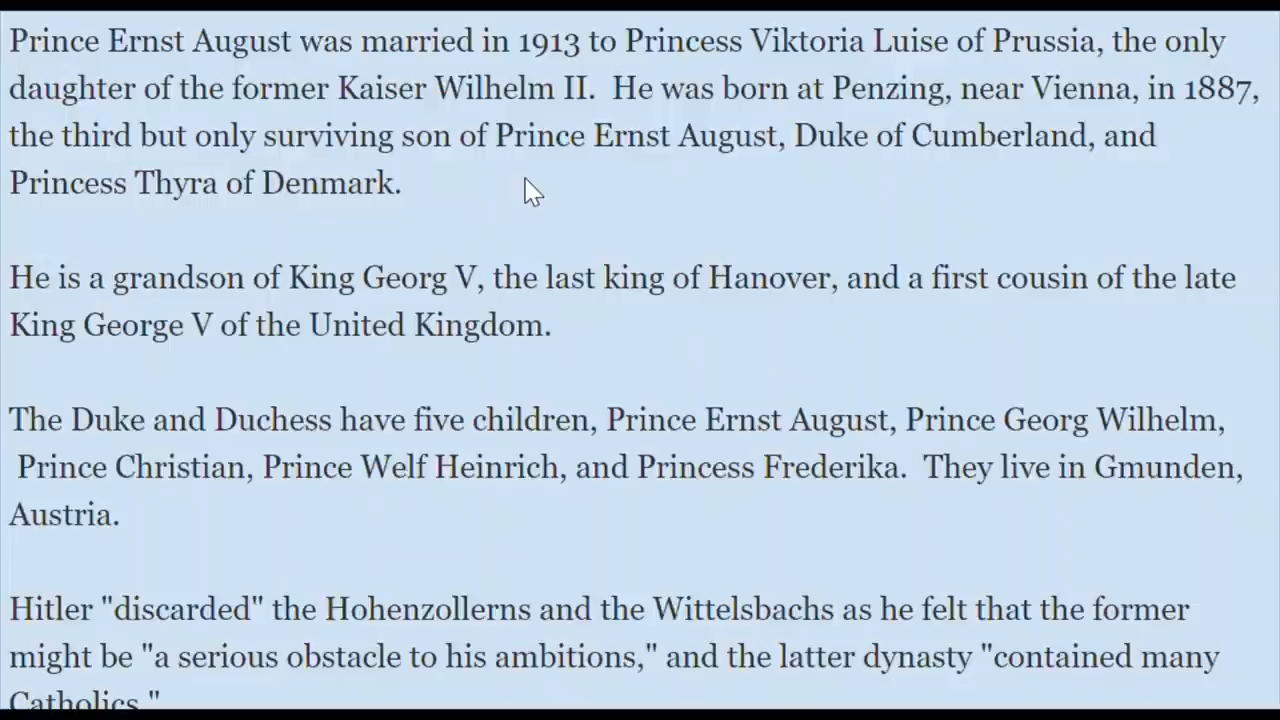 Prince Ernst August was married in 1913 to Princess Viktoria Luise of Prussia, the only
daughter of the former Kaiser Wilhelm II.  He was born at Penzing, near Vienna, in 1887,
the third but only surviving son of Prince Ernst August, Duke of Cumberland, and
Princess Thyra of Denmark.
He is a grandson of King Georg V, the last king of Hanover, and a first cousin of the late
King George V of the United Kingdom.
The Duke and Duchess have five children, Prince Ernst August, Prince Georg Wilhelm,
Prince Christian, Prince Welf Heinrich, and Princess Frederika.  They live in Gmunden,
Austria.
Hitler "discarded" the Hohenzollerns and the Wittelsbachs as he felt that the former
might be "a serious obstacle to his ambitions," and the latter dynasty "contained many
Catholics."